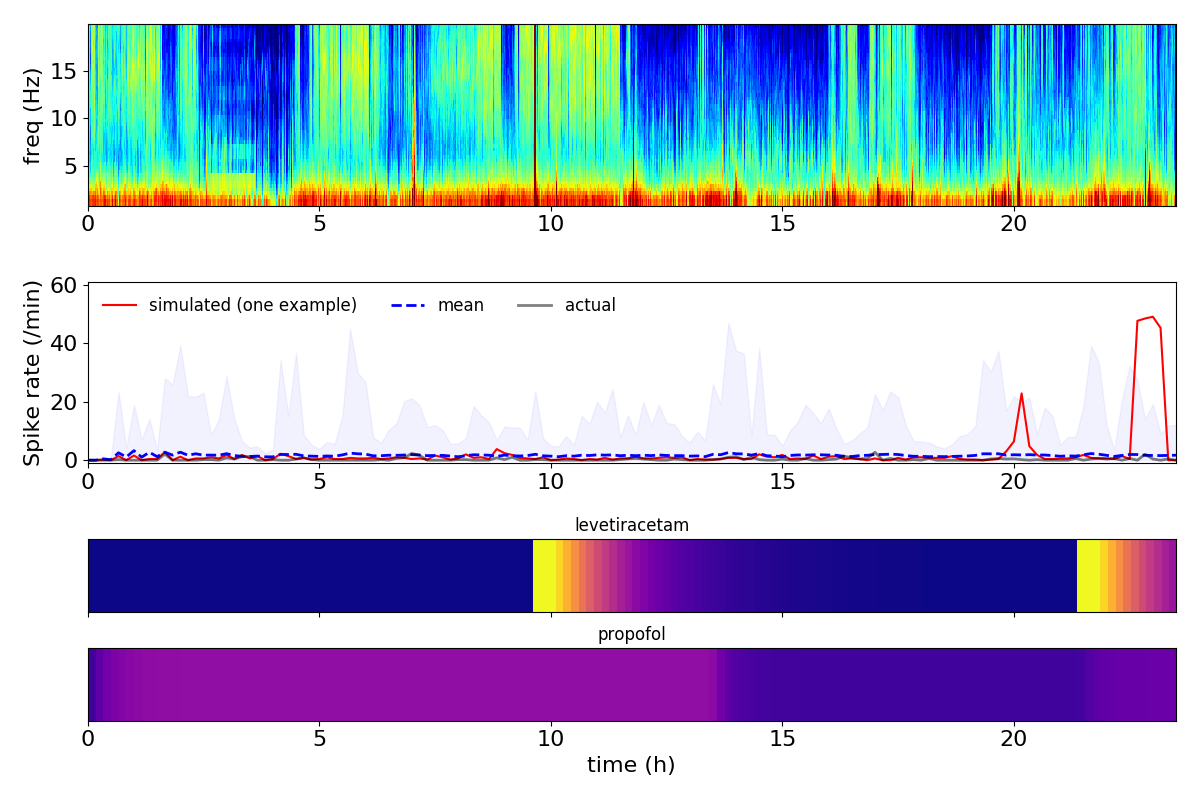 freq (Hz)
15
10
5
0 5 10 15 20
Spike rate (/min)
60
40
20
0
simulated (one example) mean actual
0 5 10 15 20
levetiracetam
propofol
0 5 10 15 20
time (h)